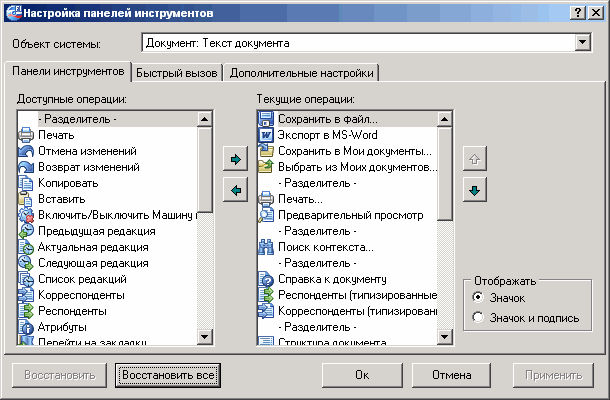 Настройка панелей инструментов
Объект системы: Документ: Текст документа
Панели инструментов Быстрый вызов Дополнительные настройки
Доступные операции:
- Разделитель -
Печать
Отмена изменений
Возврат изменений
Копировать
Вставить
Включить/Выключить Машину
Предыдущая редакция
Актуальная редакция
Следующая редакция
Список редакций
Корреспонденты
Респонденты
Атрибуты
Перейти на закладку
Текущие операции:
Сохранить в файл...
Экспорт в MS-Word
Сохранить в Мои документы...
Выбрать из Моих документов...
- Разделитель -
Печать...
Предварительный просмотр
- Разделитель -
Поиск контекста...
- Разделитель -
Справка к документу
Респонденты (типизированные
Корреспонденты (типизирован
- Разделитель -
Структура документа
Отображать
Значок
Значок и подпись
Восстановить Восстановить все Ок Отмена Применить